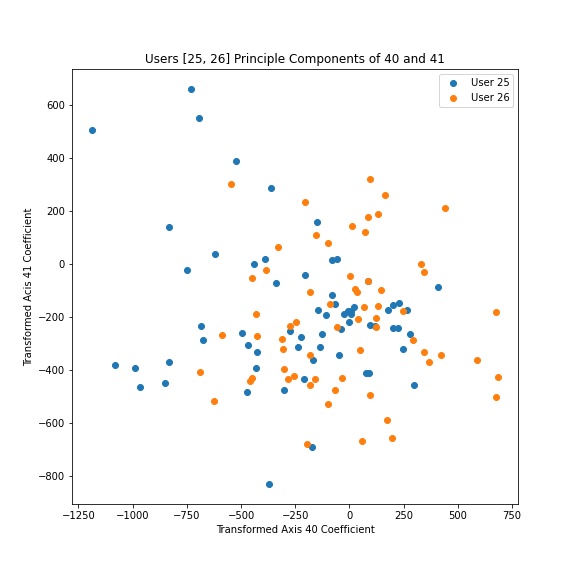 Users [25, 26] Principle Components of 40 and 41
User 25
User 26
600
400
200
0
−200
−400
−600
−800
Transformed Acis 41 Coefficient
−1250 −1000 −750 −500 −250 0 250 500 750
Transformed Axis 40 Coefficient